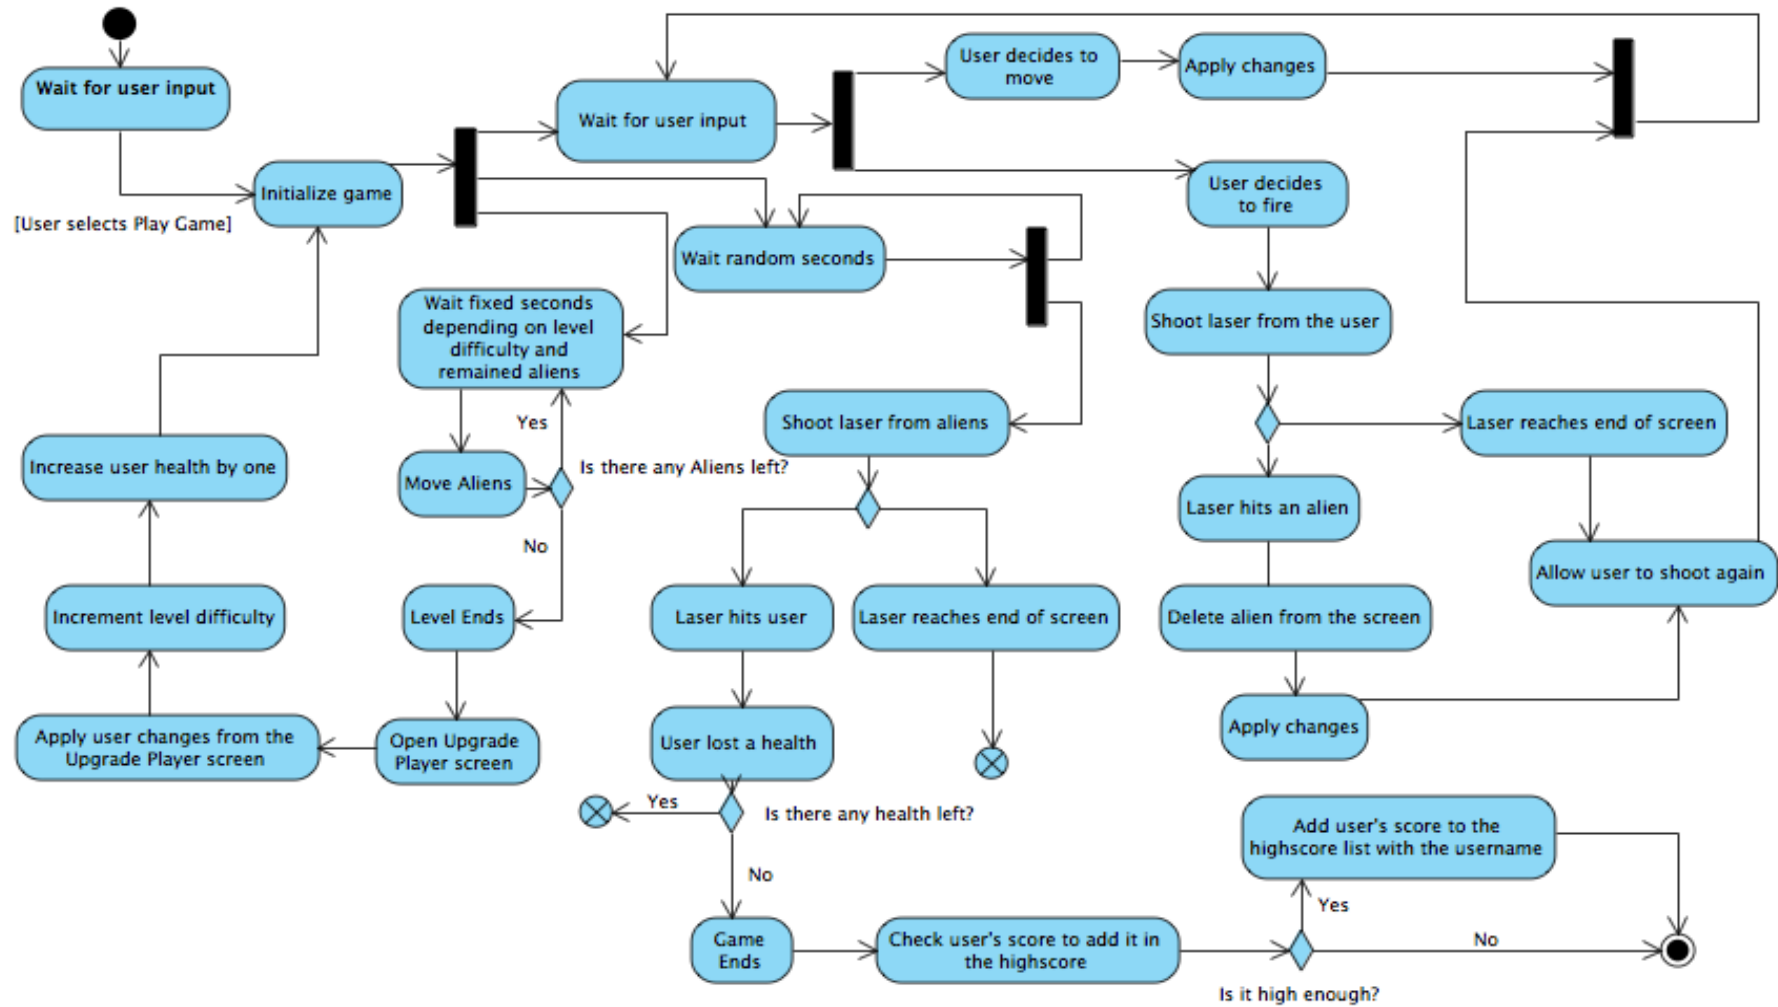 Wait for user input
[User selects Play Game]
Initialize game
Wait for user input
User decides to
move
Apply changes
User decides
to fire
Wait random seconds
Wait fixed seconds
depending on level
difficulty and
remained aliens
Shoot laser from the user
Yes
Move Aliens
Is there any Aliens left?
No
Shoot laser from aliens
Laser reaches end of screen
Laser hits an alien
Allow user to shoot again
Increase user health by one
Increment level difficulty
Level Ends
Laser hits user
Laser reaches end of screen
Delete alien from the screen
Apply user changes from the
Upgrade Player screen
Open Upgrade
Player screen
User lost a health
Apply changes
Yes
Is there any health left?
No
Add user's score to the
highscore list with the username
Game
Ends
Check user's score to add it in
the highscore
Yes
No
Is it high enough?